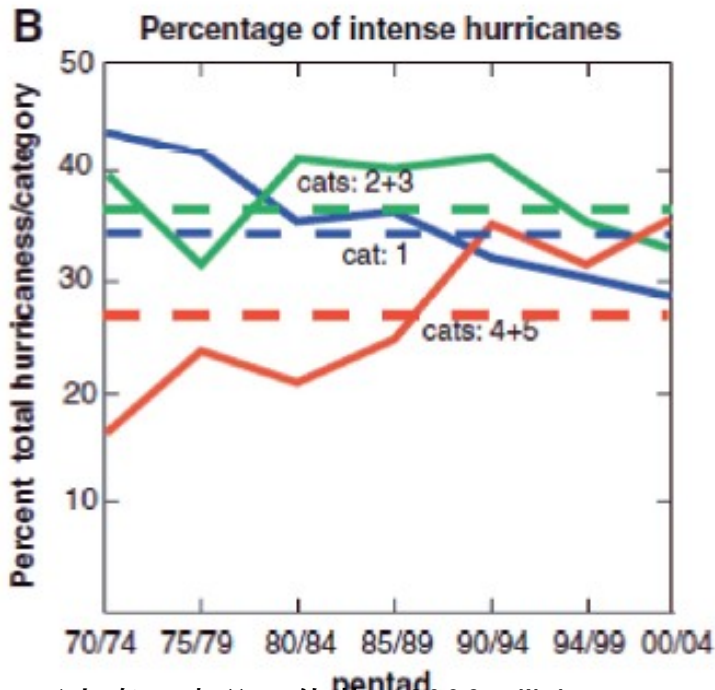 B
Percentage of intense hurricanes
Percent total hurricaness/category
50
40
30
20
10
cats: 2+3
cat: 1
cats: 4+5
70/74 75/79 80/84 85/89 90/94 94/99 00/04
pentad